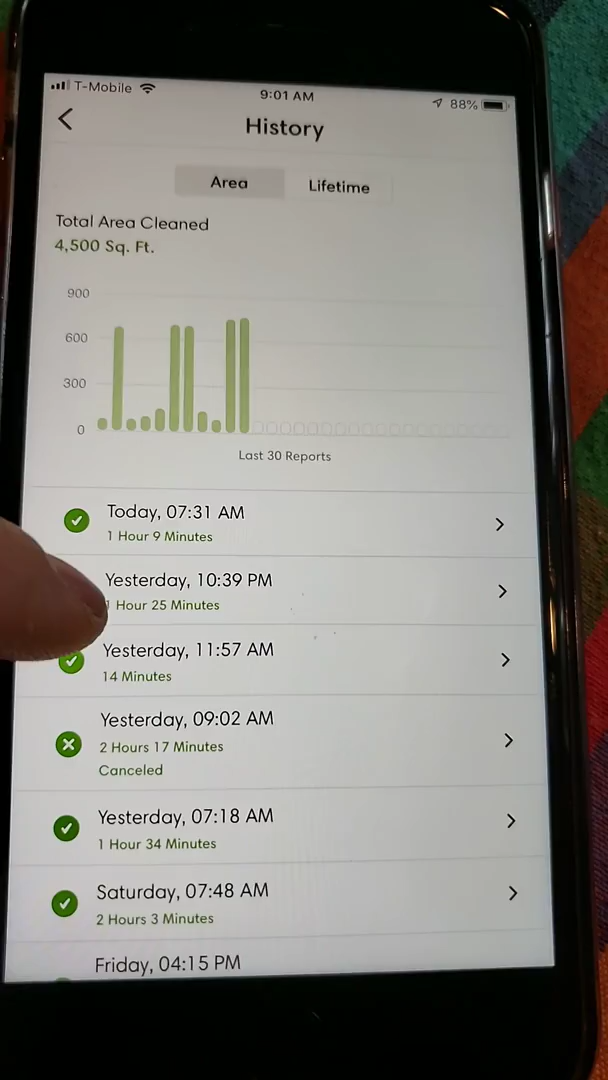 T-Mobile
9:01 AM
88%
History
Area
Lifetime
Total Area Cleaned
4,500 Sq. Ft.
900
600
300
0
Last 30 Reports
Today, 07:31 AM
1 Hour 9 Minutes
Yesterday, 10:39 PM
1 Hour 25 Minutes
Yesterday, 11:57 AM
14 Minutes
Yesterday, 09:02 AM
2 Hours 17 Minutes
Canceled
Yesterday, 07:18 AM
1 Hour 34 Minutes
Saturday, 07:48 AM
2 Hours 3 Minutes
Friday, 04:15 PM